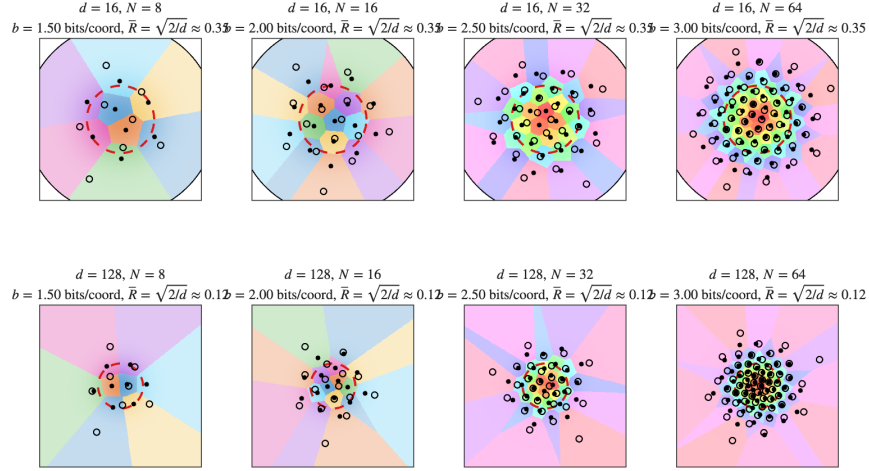 d = 16, N = 8
b = 1.50 bits/coord, R̅ = √2/d ≈ 0.35
d = 16, N = 16
b = 2.00 bits/coord, R̅ = √2/d ≈ 0.35
d = 16, N = 32
b = 2.50 bits/coord, R̅ = √2/d ≈ 0.35
d = 16, N = 64
b = 3.00 bits/coord, R̅ = √2/d ≈ 0.35
d = 128, N = 8
b = 1.50 bits/coord, R̅ = √2/d ≈ 0.12
d = 128, N = 16
b = 2.00 bits/coord, R̅ = √2/d ≈ 0.12
d = 128, N = 32
b = 2.50 bits/coord, R̅ = √2/d ≈ 0.12
d = 128, N = 64
b = 3.00 bits/coord, R̅ = √2/d ≈ 0.12